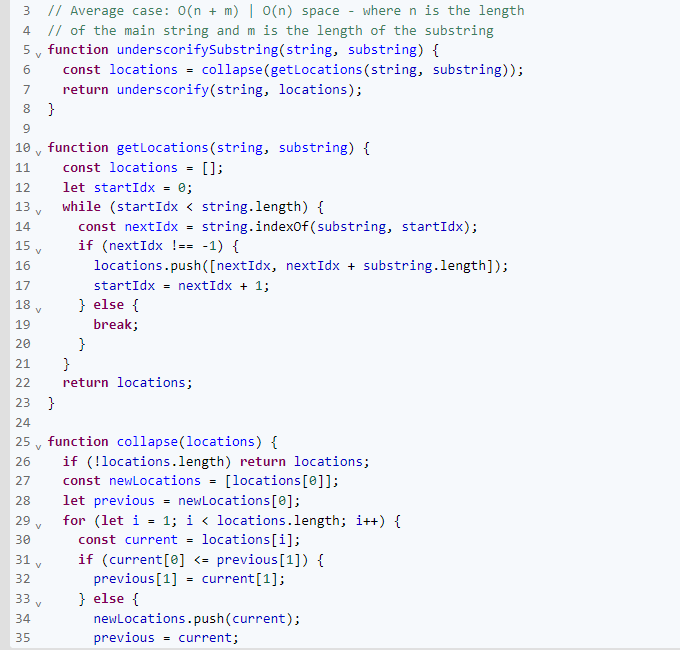 3 // Average case: O(n + m) | O(n) space - where n is the length
4 // of the main string and m is the length of the substring
5 function underscorifySubstring(string, substring) {
6   const locations = collapse(getLocations(string, substring));
7   return underscorify(string, locations);
8 }
9
10 function getLocations(string, substring) {
11   const locations = [];
12   let startIdx = 0;
13   while (startIdx < string.length) {
14     const nextIdx = string.indexOf(substring, startIdx);
15     if (nextIdx !== -1) {
16       locations.push([nextIdx, nextIdx + substring.length]);
17       startIdx = nextIdx + 1;
18     } else {
19       break;
20     }
21   }
22   return locations;
23 }
24
25 function collapse(locations) {
26   if (!locations.length) return locations;
27   const newLocations = [locations[0]];
28   let previous = newLocations[0];
29   for (let i = 1; i < locations.length; i++) {
30     const current = locations[i];
31     if (current[0] <= previous[1]) {
32       previous[1] = current[1];
33     } else {
34       newLocations.push(current);
35       previous = current;